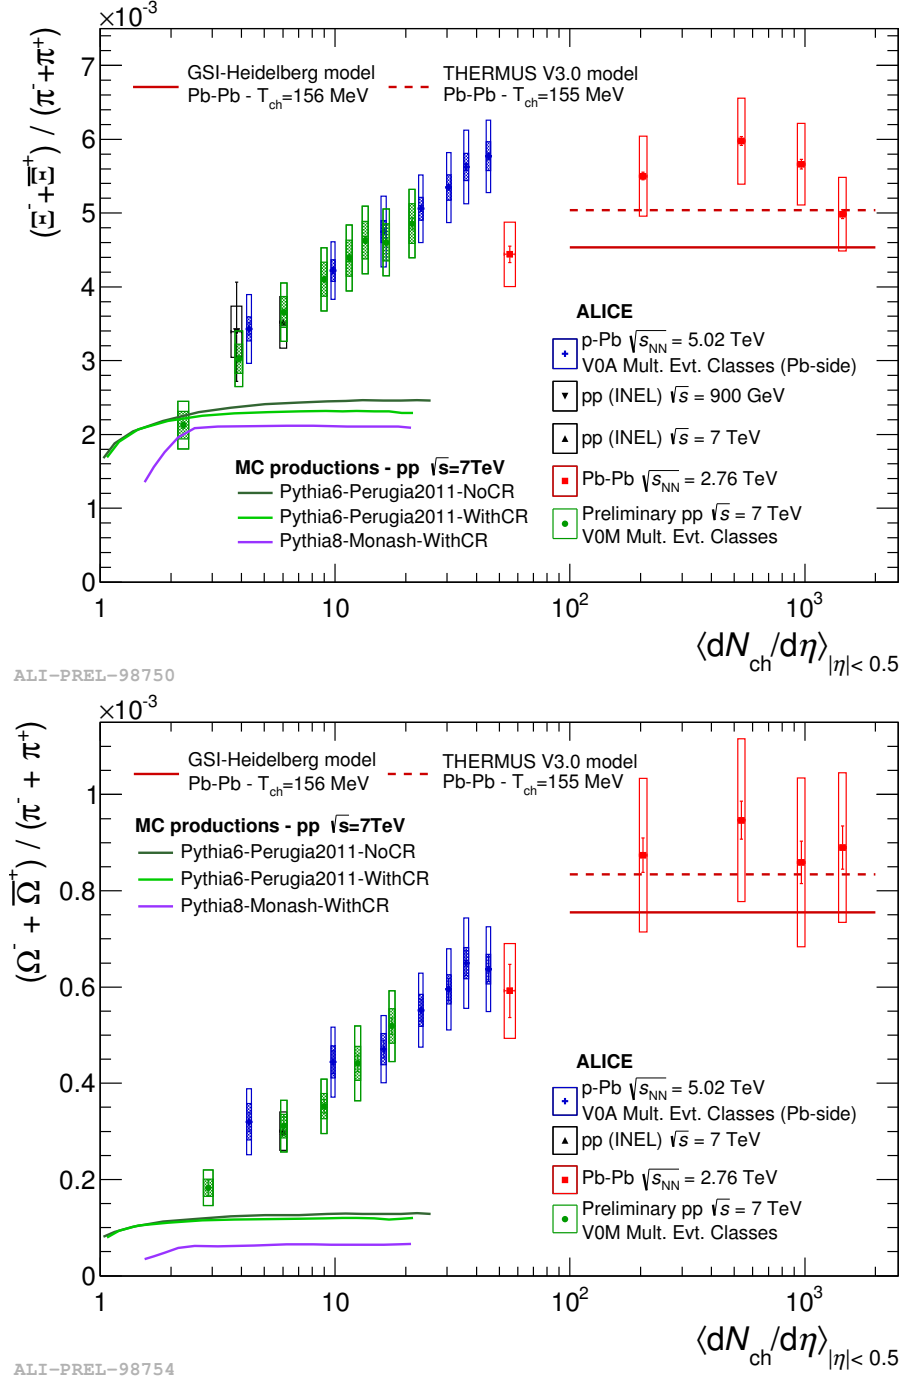 ×10⁻³
(Ξ⁻+Ξ̅⁺) / (π⁻+π⁺)
7
6
5
4
3
2
1
0
GSI-Heidelberg model
Pb-Pb - T_ch=156 MeV
THERMUS V3.0 model
Pb-Pb - T_ch=155 MeV
ALICE
p-Pb √s_NN = 5.02 TeV
V0A Mult. Evt. Classes (Pb-side)
pp (INEL) √s = 900 GeV
pp (INEL) √s = 7 TeV
Pb-Pb √s_NN = 2.76 TeV
Preliminary pp √s = 7 TeV
V0M Mult. Evt. Classes
MC productions - pp √s=7TeV
Pythia6-Perugia2011-NoCR
Pythia6-Perugia2011-WithCR
Pythia8-Monash-WithCR
1 10 10² 10³
⟨dN_ch/dη⟩_|η|< 0.5
ALI-PREL-98750
×10⁻³
(Ω⁻ + Ω̅⁺) / (π⁻ + π⁺)
1
0.8
0.6
0.4
0.2
0
GSI-Heidelberg model
Pb-Pb - T_ch=156 MeV
THERMUS V3.0 model
Pb-Pb - T_ch=155 MeV
MC productions - pp √s=7TeV
Pythia6-Perugia2011-NoCR
Pythia6-Perugia2011-WithCR
Pythia8-Monash-WithCR
ALICE
p-Pb √s_NN = 5.02 TeV
V0A Mult. Evt. Classes (Pb-side)
pp (INEL) √s = 7 TeV
Pb-Pb √s_NN = 2.76 TeV
Preliminary pp √s = 7 TeV
V0M Mult. Evt. Classes
1 10 10² 10³
⟨dN_ch/dη⟩_|η|< 0.5
ALI-PREL-98754